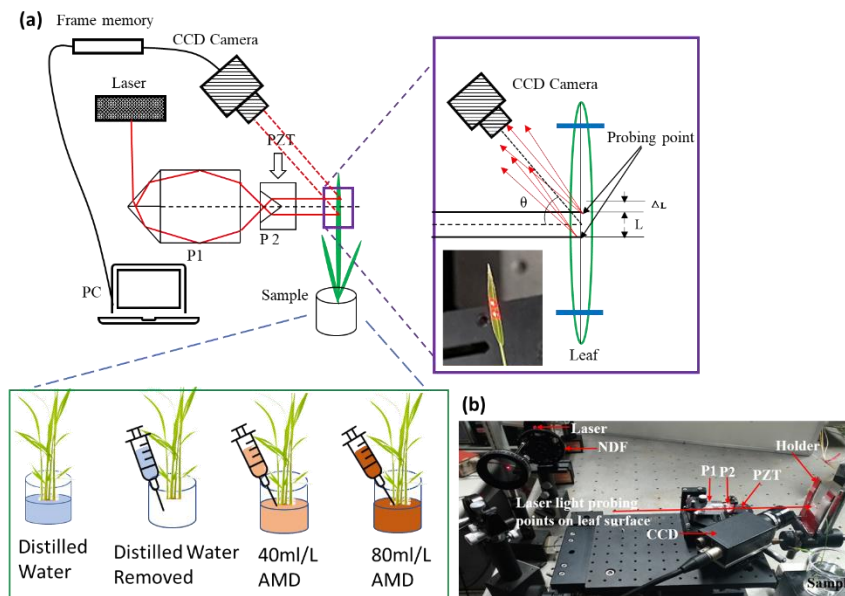 (a)
Frame memory
CCD Camera
Laser
PZT
P1
P 2
PC
Sample
CCD Camera
Probing point
θ
ΔL
L
Leaf
Distilled
Water
Distilled Water
Removed
40ml/L
AMD
80ml/L
AMD
(b)
Laser
NDF
P1 P2
PZT
Holder
Laser light probing
points on leaf surface
CCD
Sample